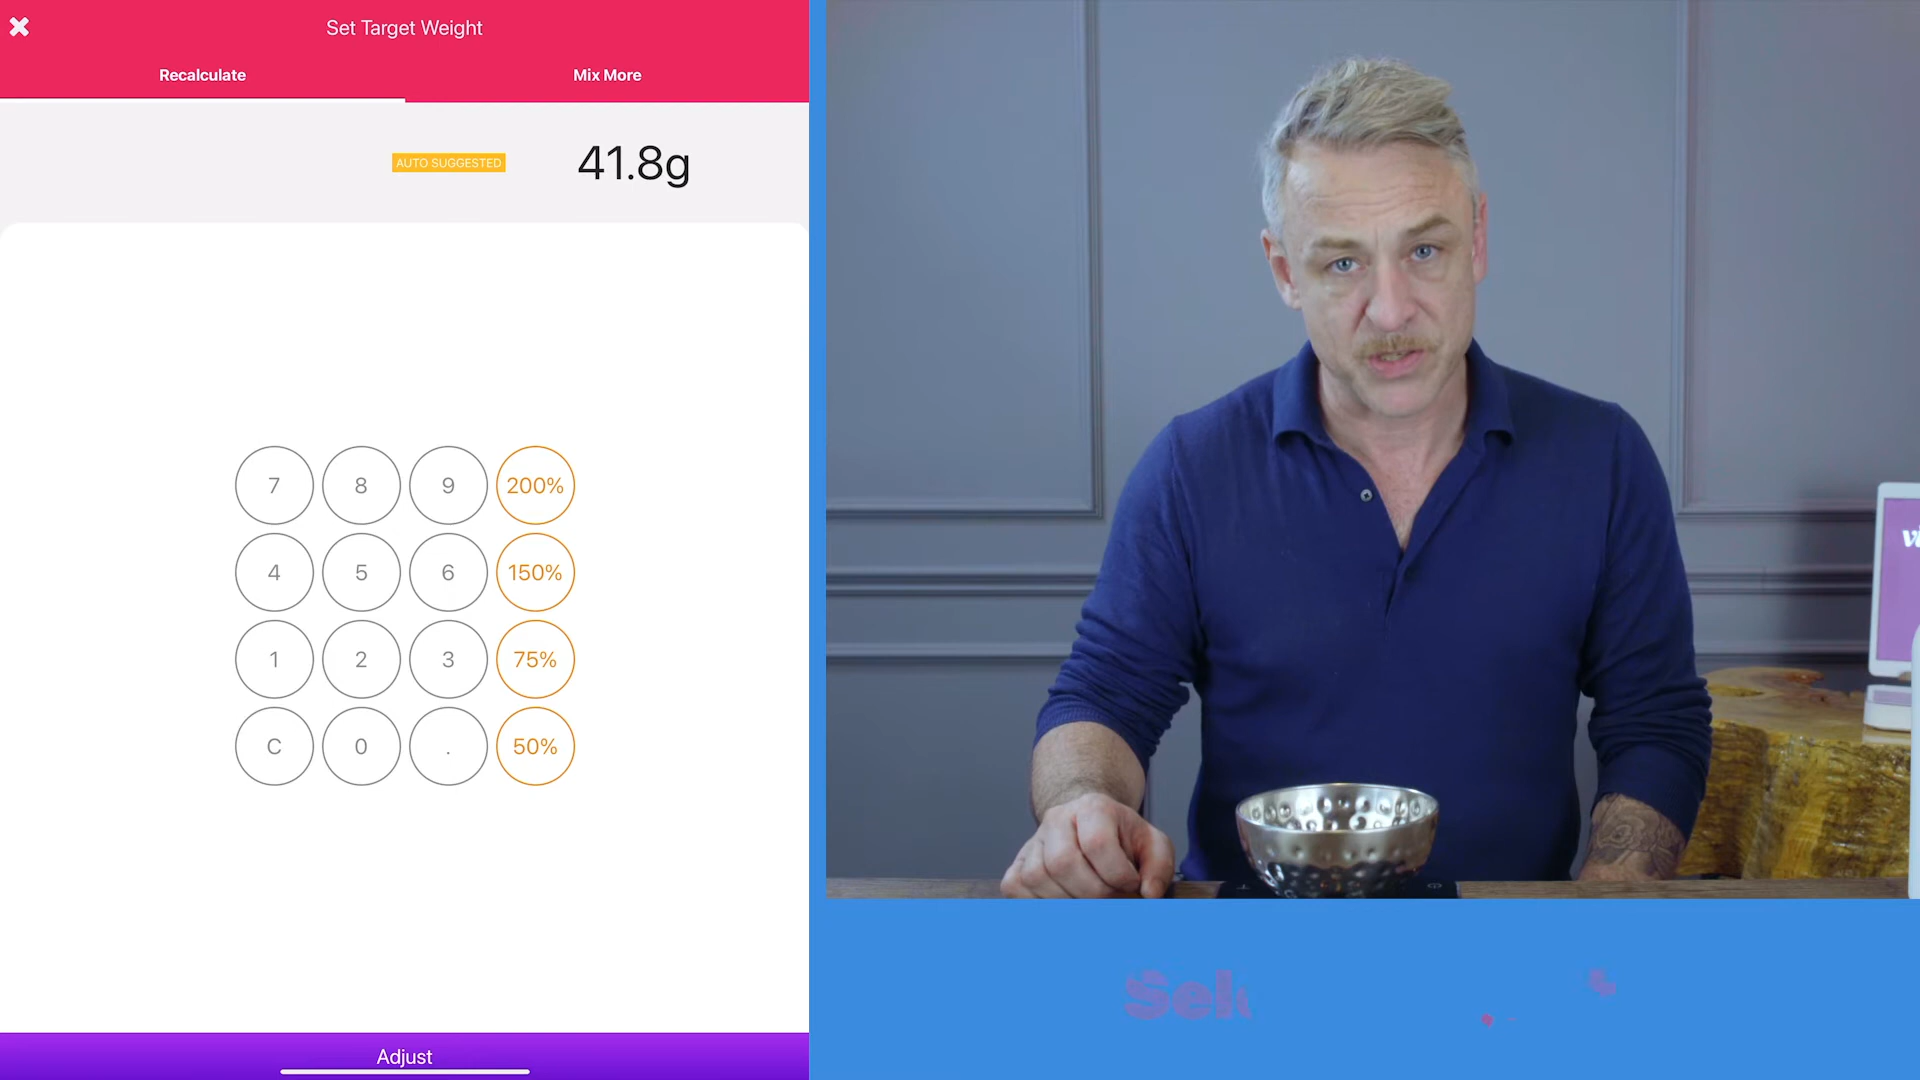 Set Target Weight
Recalculate
Mix More
AUTO SUGGESTED
41.8g
7 8 9 200%
4 5 6 150%
1 2 3 75%
C 0 . 50%
Adjust